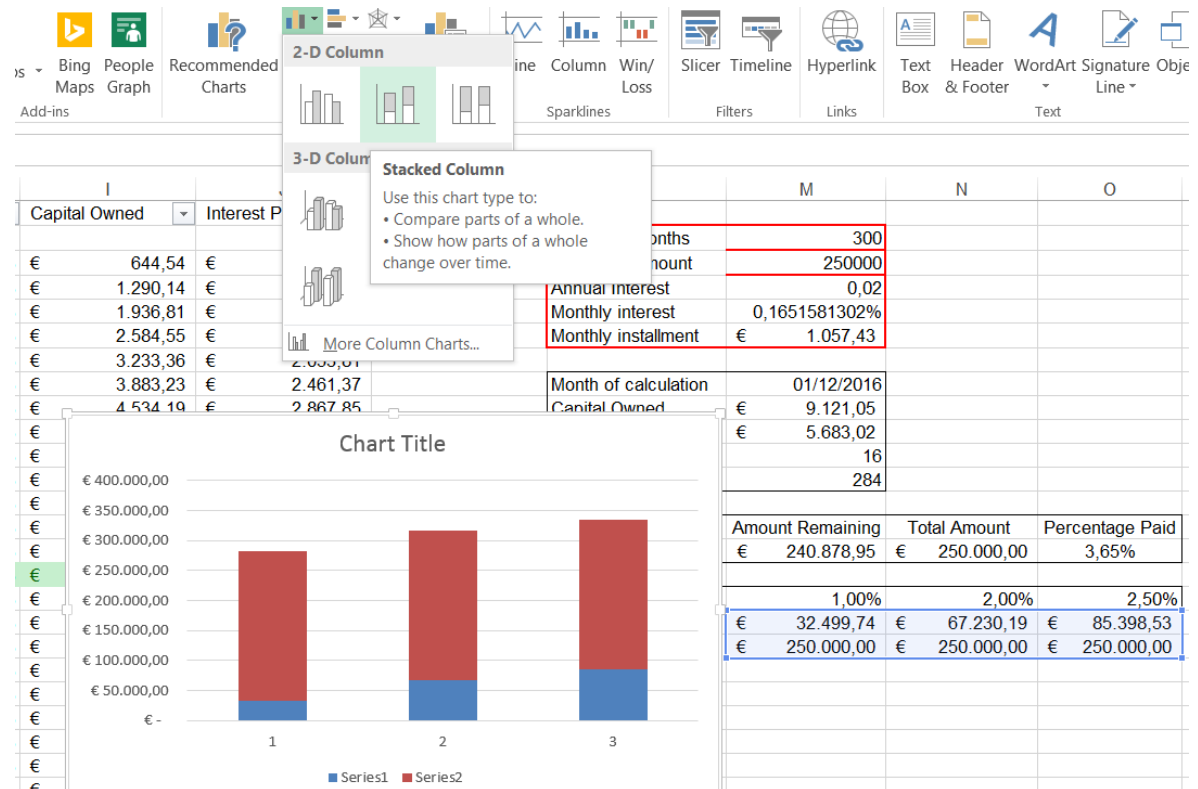 Bing Maps People Graph Recommended Charts Column Win/ Loss Slicer Timeline Hyperlink Text Box Header & Footer WordArt Signature Line
Add-ins Sparklines Filters Links Text
2-D Column
3-D
Stacked Column
Use this chart type to:
• Compare parts of a whole.
• Show how parts of a whole
change over time.
More Column Charts...
I M N O
Capital Owned Interest
300
€ 644,54 € 250000
€ 1.290,14 € Annual Interest 0,02
€ 1.936,81 € Monthly interest 0,1651581302%
€ 2.584,55 € Monthly installment € 1.057,43
€ 3.233,36 €
€ 3.883,23 € 2.461,37 Month of calculation 01/12/2016
€ 4.534,19 € 2.867,85 Capital Owned € 9.121,05
€ € 5.683,02
€ 16
€ 284
€
€ Amount Remaining Total Amount Percentage Paid
€ € 240.878,95 € 250.000,00 3,65%
€
€ 1,00% 2,00% 2,50%
€ € 32.499,74 € 67.230,19 € 85.398,53
€ € 250.000,00 € 250.000,00 € 250.000,00
€
€
€
€
€
Chart Title
€ 400.000,00
€ 350.000,00
€ 300.000,00
€ 250.000,00
€ 200.000,00
€ 150.000,00
€ 100.000,00
€ 50.000,00
€ -
1 2 3
Series1 Series2